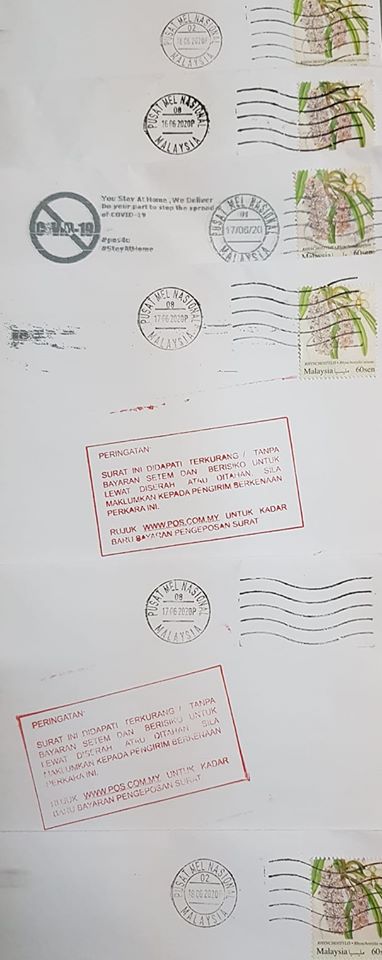 PUSAT MEL NASIONAL
02
MALAYSIA
PUSAT MEL NASIONAL
08
16 06 2020P
MALAYSIA
COVID-19
You Stay At Home, We Deliver
Do your part to stop the spread
of COVID-19
#pos4u
#StayAtHome
PUSAT MEL NASIONAL
01
17/06/20
MALAYSIA
Malaysia
60sen
PUSAT MEL NASIONAL
08
17 06 2020P
MALAYSIA
RHYNCHOSTYLIS
Malaysia مليسيا 60sen
PERINGATAN:
SURAT INI DIDAPATI TERKURANG / TANPA
BAYARAN SETEM DAN BERISIKO UNTUK
LEWAT DISERAH ATAU DITAHAN. SILA
MAKLUMKAN KEPADA PENGIRIM BERKENAAN
PERKARA INI.
RUJUK WWW.POS.COM.MY UNTUK KADAR
BARU BAYARAN PENGEPOSAN SURAT
PUSAT MEL NASIONAL
08
17 06 2020P
MALAYSIA
PERINGATAN:
SURAT INI DIDAPATI TERKURANG / TANPA
BAYARAN SETEM DAN BERISIKO UNTUK
LEWAT DISERAH ATAU DITAHAN. SILA
MAKLUMKAN KEPADA PENGIRIM BERKENAAN
PERKARA INI.
RUJUK WWW.POS.COM.MY UNTUK KADAR
BARU BAYARAN PENGEPOSAN SURAT
PUSAT MEL NASIONAL
02
18 06 2020P
MALAYSIA
Malaysia مليسيا 60s